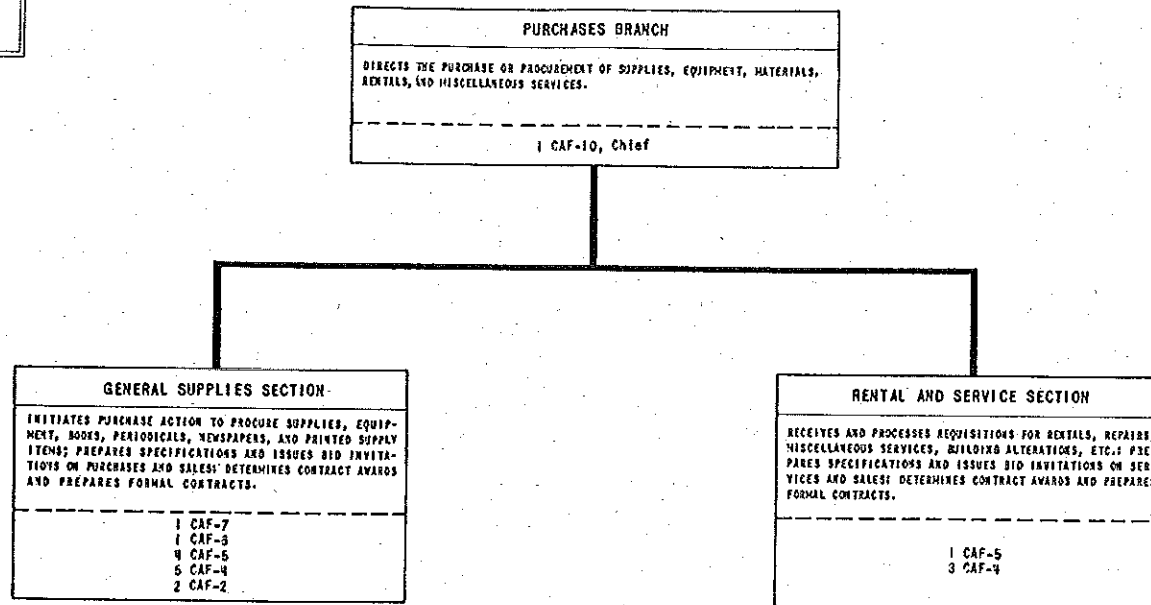 PURCHASES BRANCH
DIRECTS THE PURCHASE OR PROCUREMENT OF SUPPLIES, EQUIPMENT, MATERIALS,
RENTALS, AND MISCELLANEOUS SERVICES.
1 CAF-10, Chief
GENERAL SUPPLIES SECTION
INITIATES PURCHASE ACTION TO PROCURE SUPPLIES, EQUIP-
MENT, BOOKS, PERIODICALS, NEWSPAPERS, AND PRINTED SUPPLY
ITEMS; PREPARES SPECIFICATIONS AND ISSUES BID INVITA-
TIONS ON PURCHASES AND SALES; DETERMINES CONTRACT AWARDS
AND PREPARES FORMAL CONTRACTS.
1 CAF-7
1 CAF-6
4 CAF-5
5 CAF-4
2 CAF-2
RENTAL AND SERVICE SECTION
RECEIVES AND PROCESSES REQUISITIONS FOR RENTALS, REPAIRS,
MISCELLANEOUS SERVICES, BUILDING ALTERATIONS, ETC.; PRE
PARES SPECIFICATIONS AND ISSUES BID INVITATIONS ON SER
VICES AND SALES; DETERMINES CONTRACT AWARDS AND PREPARES
FORMAL CONTRACTS.
1 CAF-5
3 CAF-4